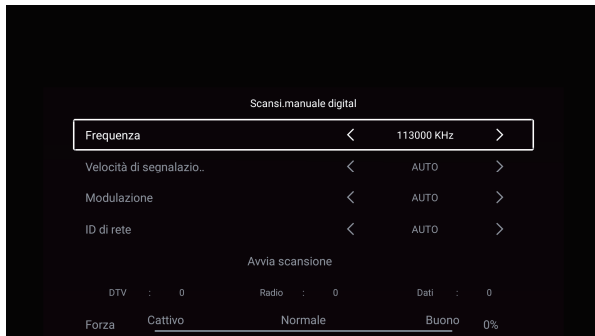 Scansi.manuale digital
Frequenza 113000 KHz
Velocità di segnalazio.. AUTO
Modulazione AUTO
ID di rete AUTO
Avvia scansione
DTV : 0 Radio : 0 Dati : 0
Forza Cattivo Normale Buono 0%